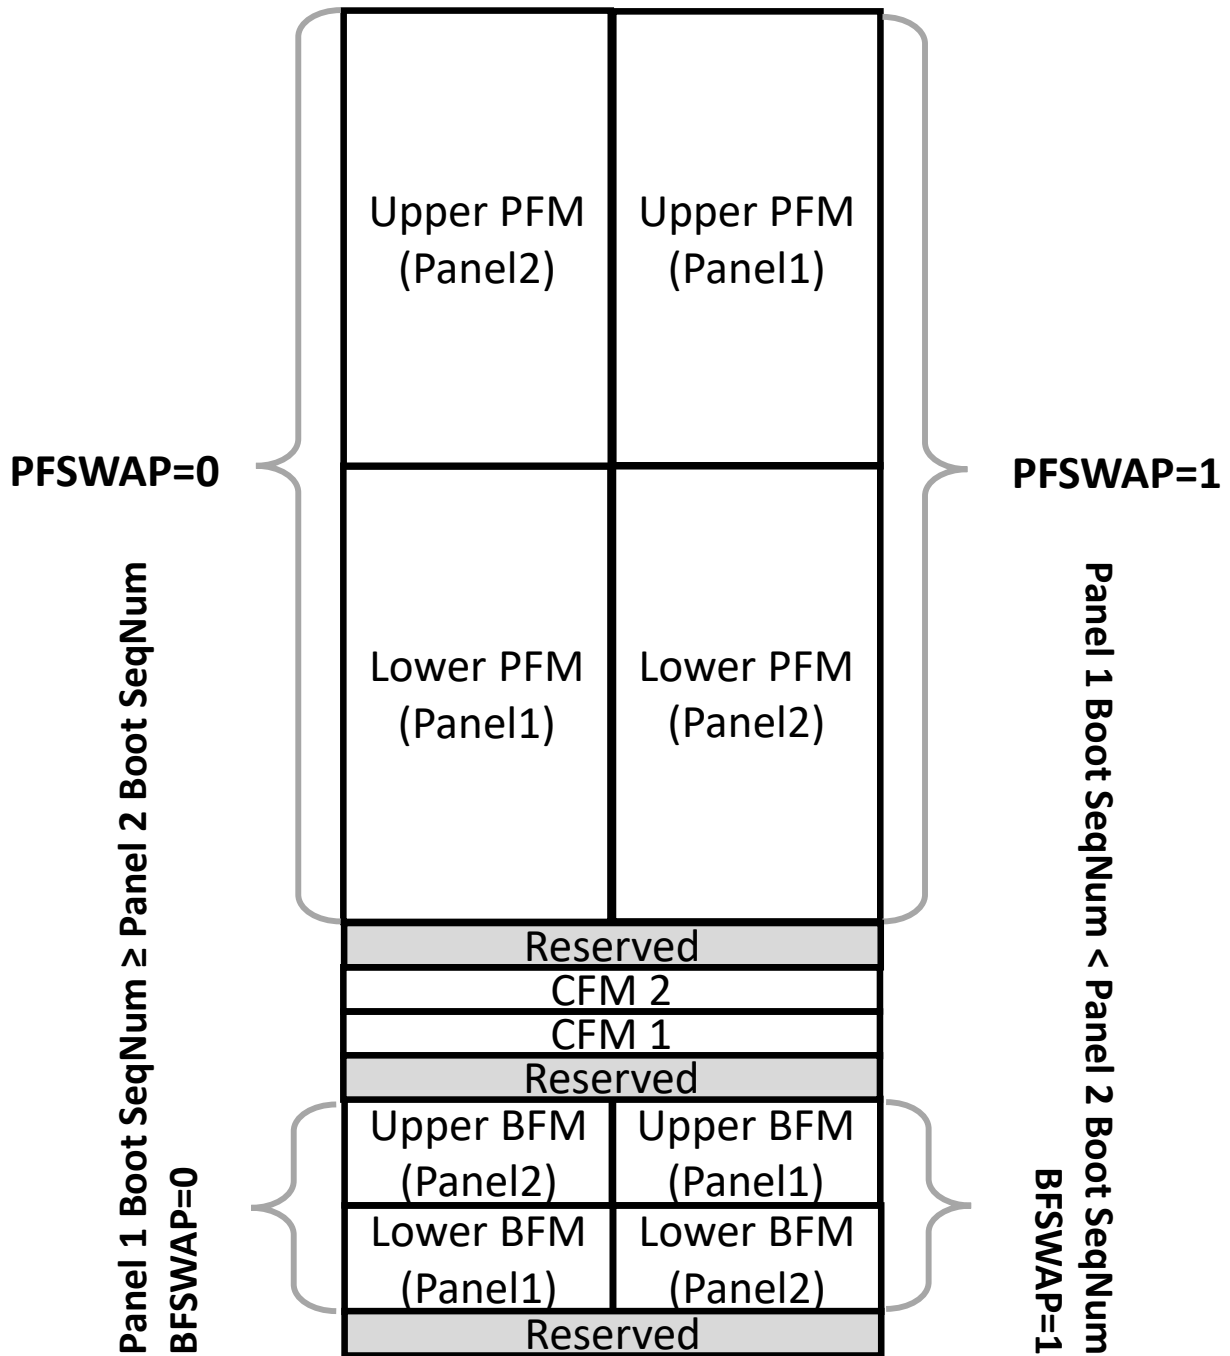 Upper PFM
(Panel2)
Upper PFM
(Panel1)
PFSWAP=0
PFSWAP=1
Lower PFM
(Panel1)
Lower PFM
(Panel2)
Panel 1 Boot SeqNum ≥ Panel 2 Boot SeqNum
BFSWAP=0
Panel 1 Boot SeqNum < Panel 2 Boot SeqNum
BFSWAP=1
Reserved
CFM 2
CFM 1
Reserved
Upper BFM
(Panel2)
Upper BFM
(Panel1)
Lower BFM
(Panel1)
Lower BFM
(Panel2)
Reserved